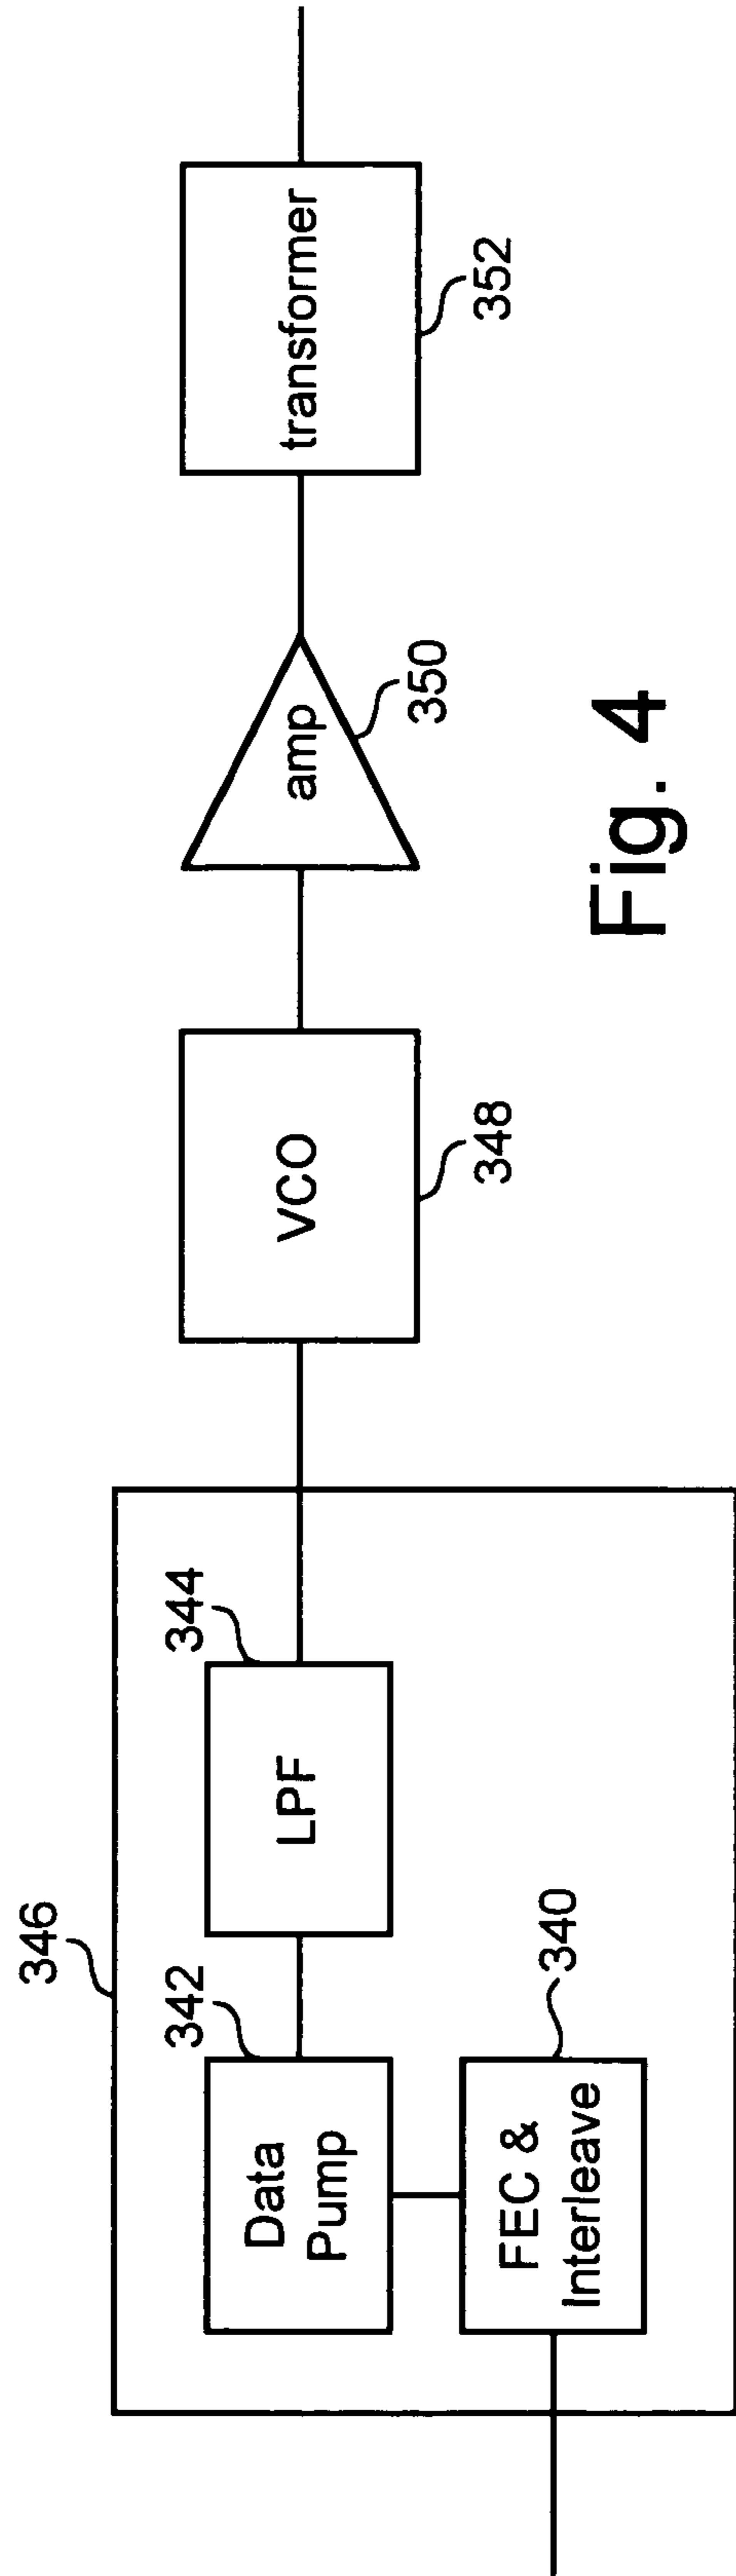 346
342
344
Data
Pump
LPF
VCO
amp
transformer
FEC &
Interleave
340
348
350
352
Fig. 4